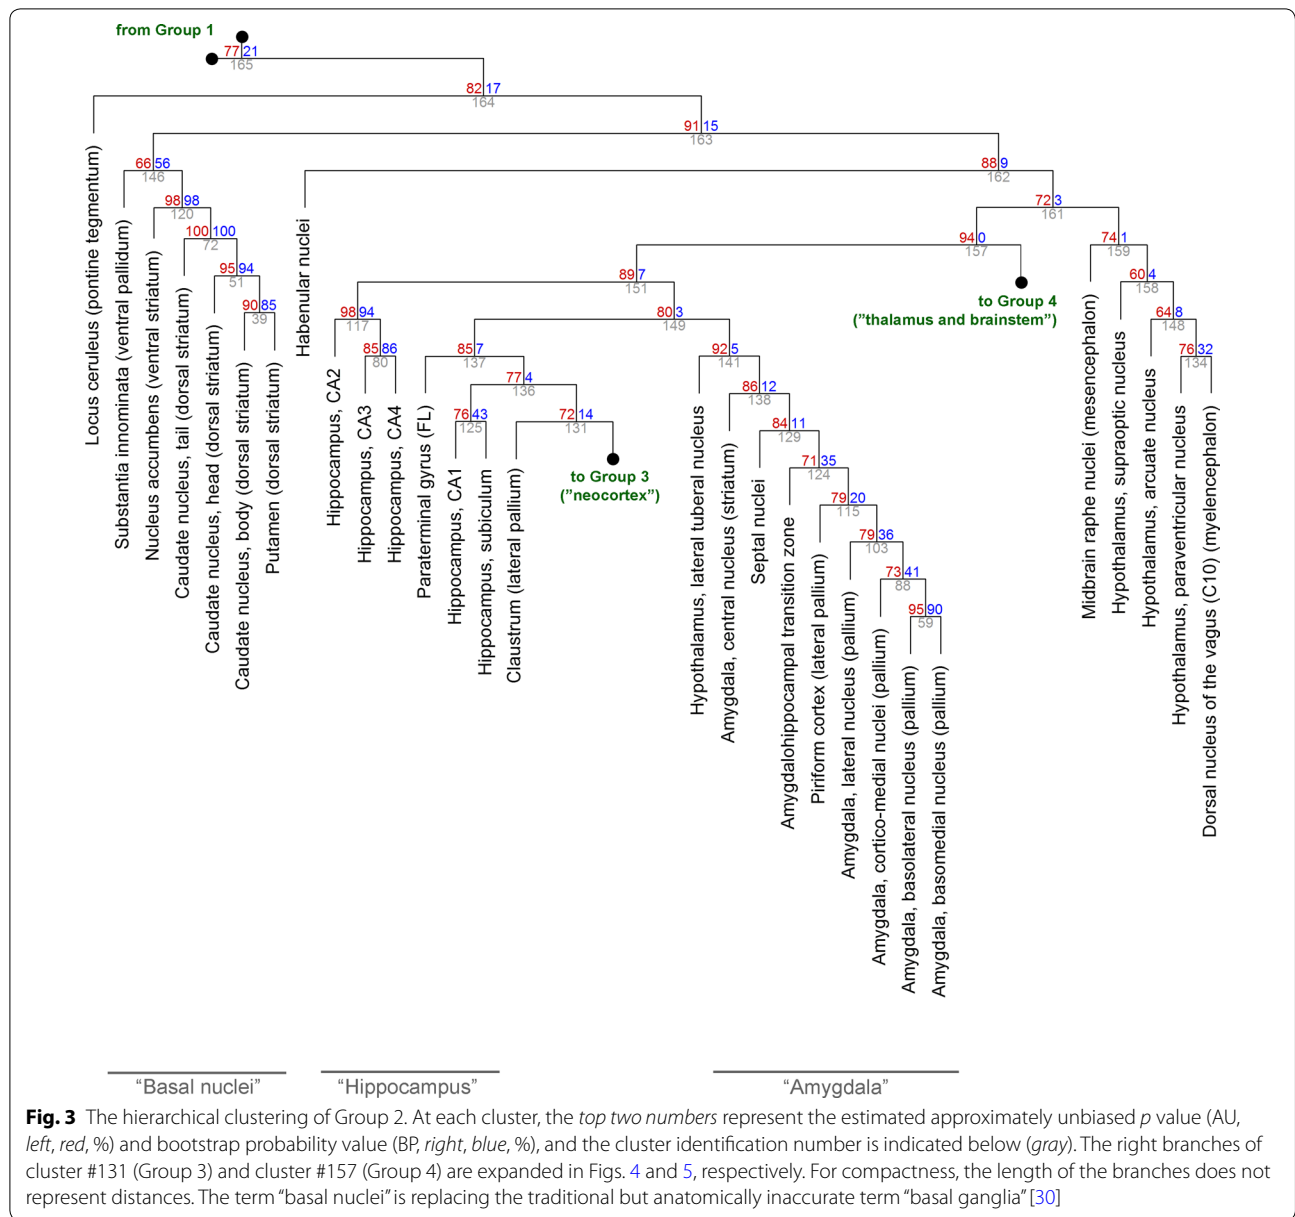 from Group 1
77 21
165
82 17
164
91 15
163
66 56
146
88 9
162
98 98
120
72 3
161
100 100
72
94 0
157
74 1
159
95 94
51
89 7
151
60 4
158
90 85
39
98 94
117
80 3
149
64 8
148
85 86
80
85 7
137
92 5
141
76 32
134
77 4
136
86 12
138
76 43
125
72 14
131
84 11
129
71 35
124
79 20
115
79 36
103
73 41
88
95 90
59
to Group 4
("thalamus and brainstem")
to Group 3
("neocortex")
Locus ceruleus (pontine tegmentum)
Substantia innominata (ventral pallidum)
Nucleus accumbens (ventral striatum)
Caudate nucleus, tail (dorsal striatum)
Caudate nucleus, head (dorsal striatum)
Caudate nucleus, body (dorsal striatum)
Putamen (dorsal striatum)
Habenular nuclei
Hippocampus, CA2
Hippocampus, CA3
Hippocampus, CA4
Paraterminal gyrus (FL)
Hippocampus, CA1
Hippocampus, subiculum
Claustrum (lateral pallium)
Hypothalamus, lateral tuberal nucleus
Amygdala, central nucleus (striatum)
Septal nuclei
Amygdalohippocampal transition zone
Piriform cortex (lateral pallium)
Amygdala, lateral nucleus (pallium)
Amygdala, cortico-medial nuclei (pallium)
Amygdala, basolateral nucleus (pallium)
Amygdala, basomedial nucleus (pallium)
Midbrain raphe nuclei (mesencephalon)
Hypothalamus, supraoptic nucleus
Hypothalamus, arcuate nucleus
Hypothalamus, paraventricular nucleus
Dorsal nucleus of the vagus (C10) (myelencephalon)
"Basal nuclei"
"Hippocampus"
"Amygdala"
Fig. 3 The hierarchical clustering of Group 2. At each cluster, the top two numbers represent the estimated approximately unbiased p value (AU,
left, red, %) and bootstrap probability value (BP, right, blue, %), and the cluster identification number is indicated below (gray). The right branches of
cluster #131 (Group 3) and cluster #157 (Group 4) are expanded in Figs. 4 and 5, respectively. For compactness, the length of the branches does not
represent distances. The term "basal nuclei" is replacing the traditional but anatomically inaccurate term "basal ganglia" [30]